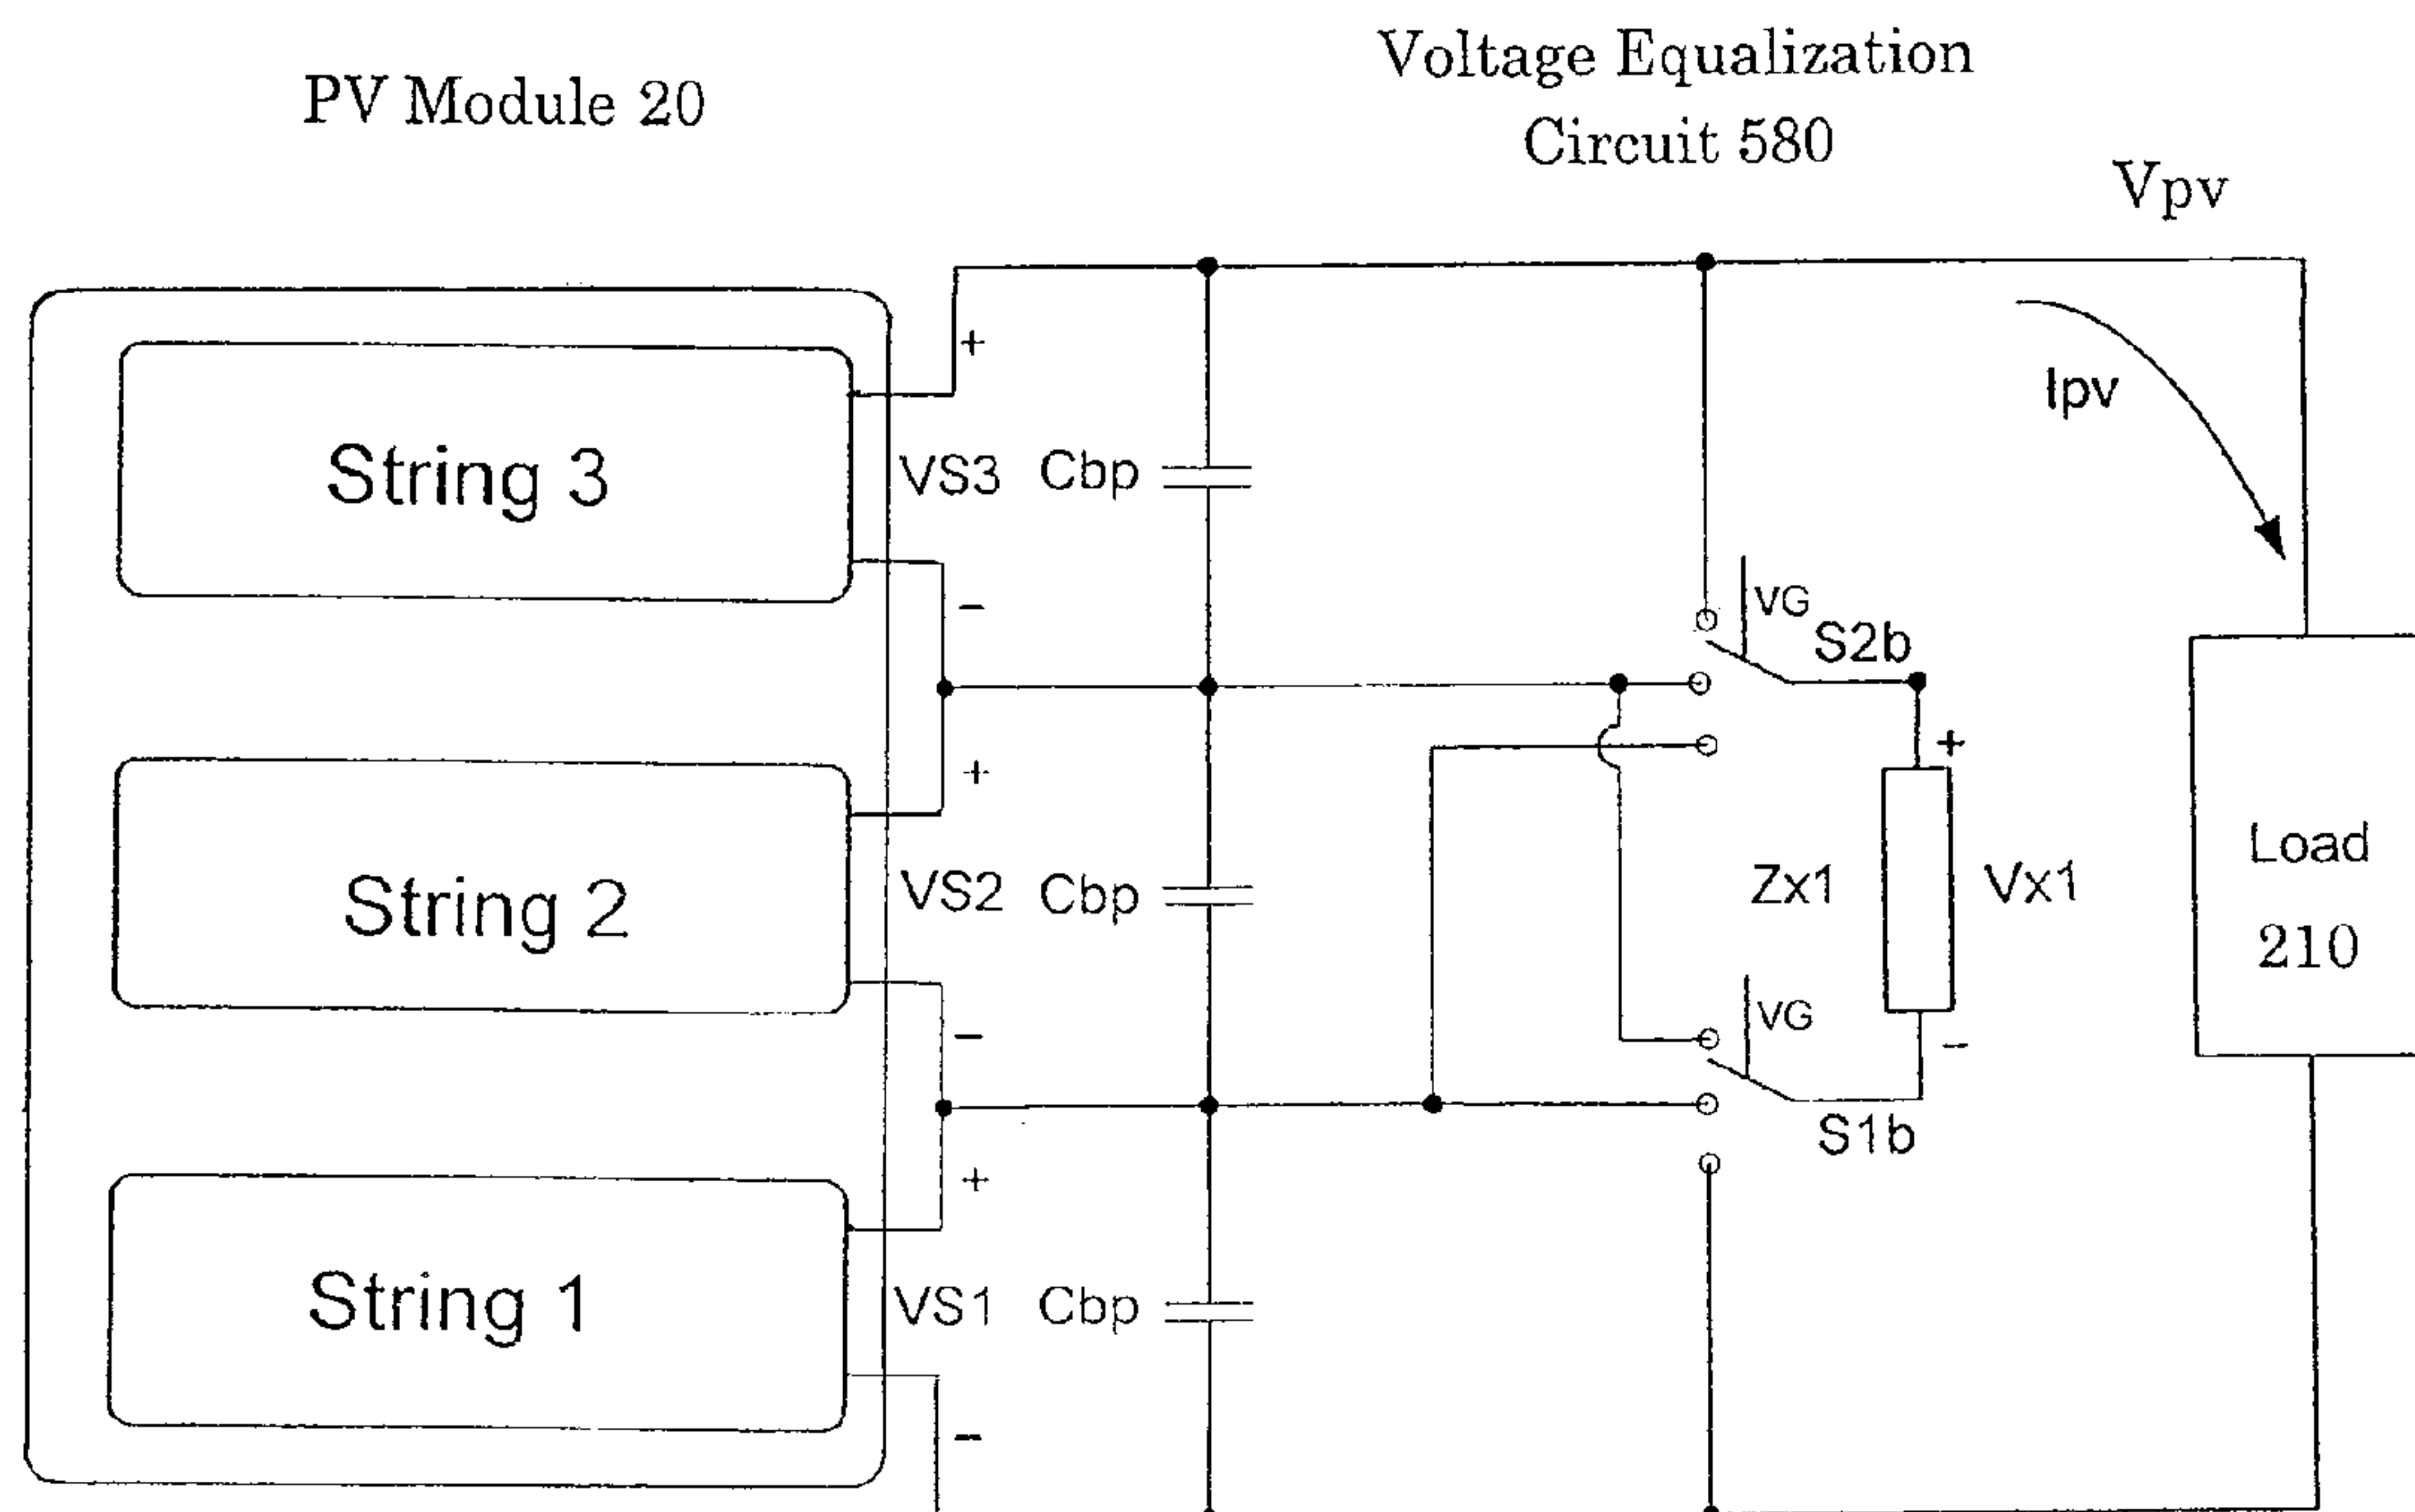 PV Module 20
Voltage Equalization
Circuit 580
Vpv
+
String 3
VS3
Cbp
Ipv
−
VG
S2b
+
+
String 2
VS2
Cbp
Zx1
Vx1
Load
210
−
VG
−
S1b
+
String 1
VS1
Cbp
−